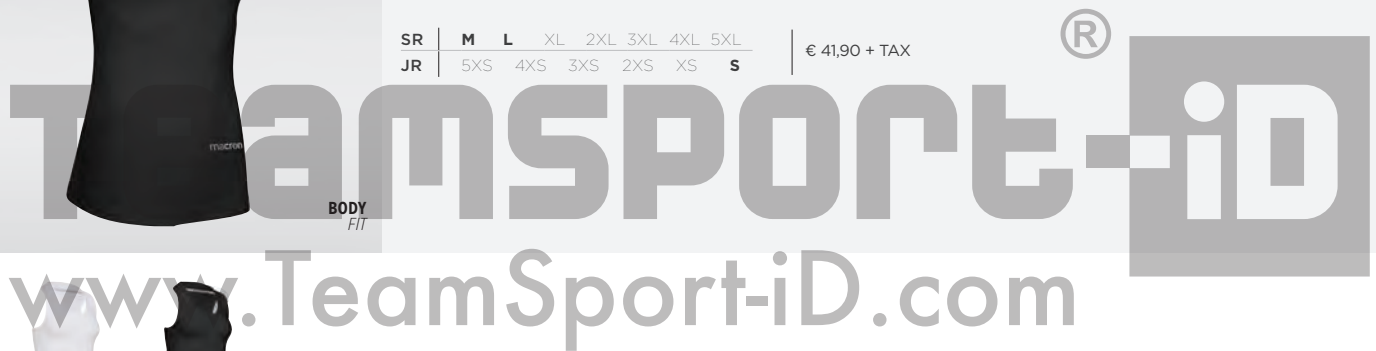 SR M L XL 2XL 3XL 4XL 5XL
JR 5XS 4XS 3XS 2XS XS S
€ 41,90 + TAX
®
TEAMSPORT-iD
macron
BODY
FIT
www.TeamSport-iD.com